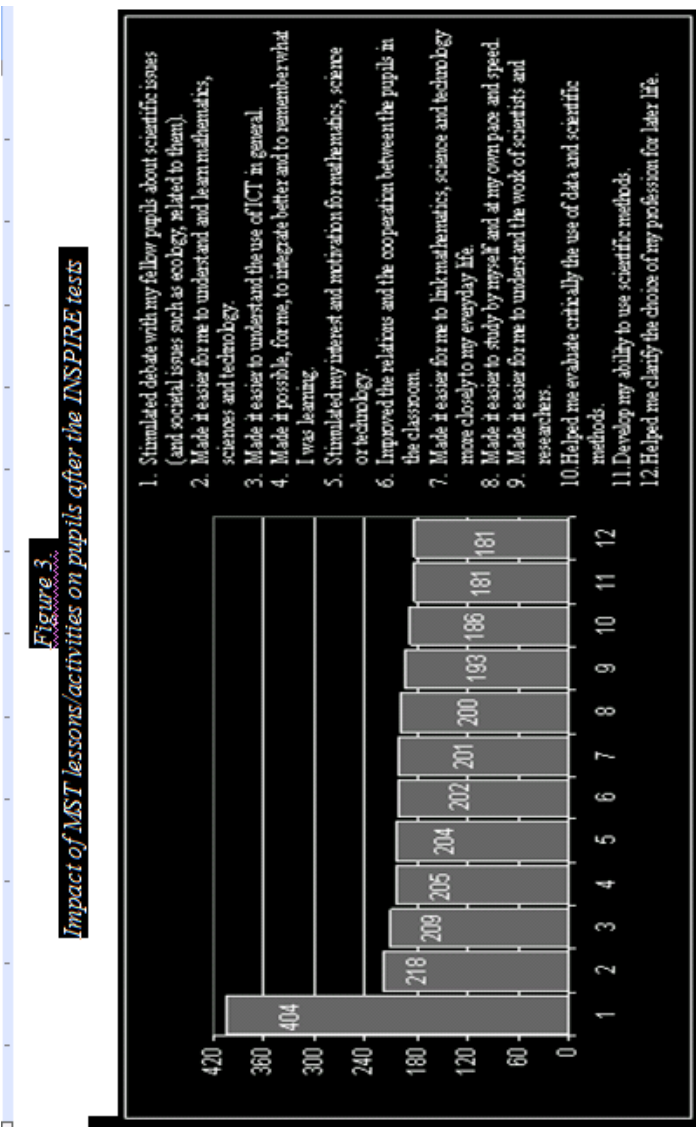 Figure 3.
Impact of MST lessons/activities on pupils after the INSPIRE tests
420
360
300
240
180
120
60
0
404
218
209
205
204
202
201
200
193
186
181
181
1
2
3
4
5
6
7
8
9
10
11
12
1. Stimulated debate with my fellow pupils about scientific issues
(and societal issues such as ecology, related to them).
2. Made it easier for me to understand and learn mathematics,
sciences and technology.
3. Made it easier to understand the use of ICT in general.
4. Made it possible, for me, to integrate better and to remember what
I was learning.
5. Stimulated my interest and motivation for mathematics, science
or technology.
6. Improved the relations and the cooperation between the pupils in
the classroom.
7. Made it easier for me to link mathematics, science and technology
more closely to my everyday life.
8. Made it easier to study by myself and at my own pace and speed.
9. Made it easier for me to understand the work of scientists and
researchers.
10.Helped me evaluate critically the use of data and scientific
methods.
11.Develop my ability to use scientific methods.
12.Helped me clarify the choice of my profession for later life.